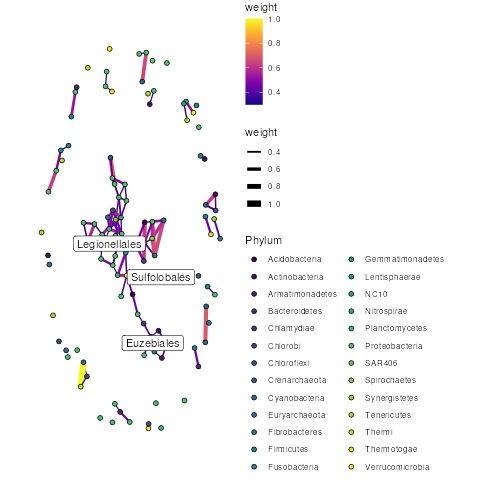 weight
1.0
0.8
0.6
0.4
weight
0.4
0.6
0.8
1.0
Phylum
Acidobacteria
Actinobacteria
Armatimonadetes
Bacteroidetes
Chlamydiae
Chlorobi
Chloroflexi
Crenarchaeota
Cyanobacteria
Euryarchaeota
Fibrobacteres
Firmicutes
Fusobacteria
Gemmatimonadetes
Lentisphaerae
NC10
Nitrospirae
Planctomycetes
Proteobacteria
SAR406
Spirochaetes
Synergistetes
Tenericutes
Thermi
Thermotogae
Verrucomicrobia
Legionellales
Sulfolobales
Euzebiales